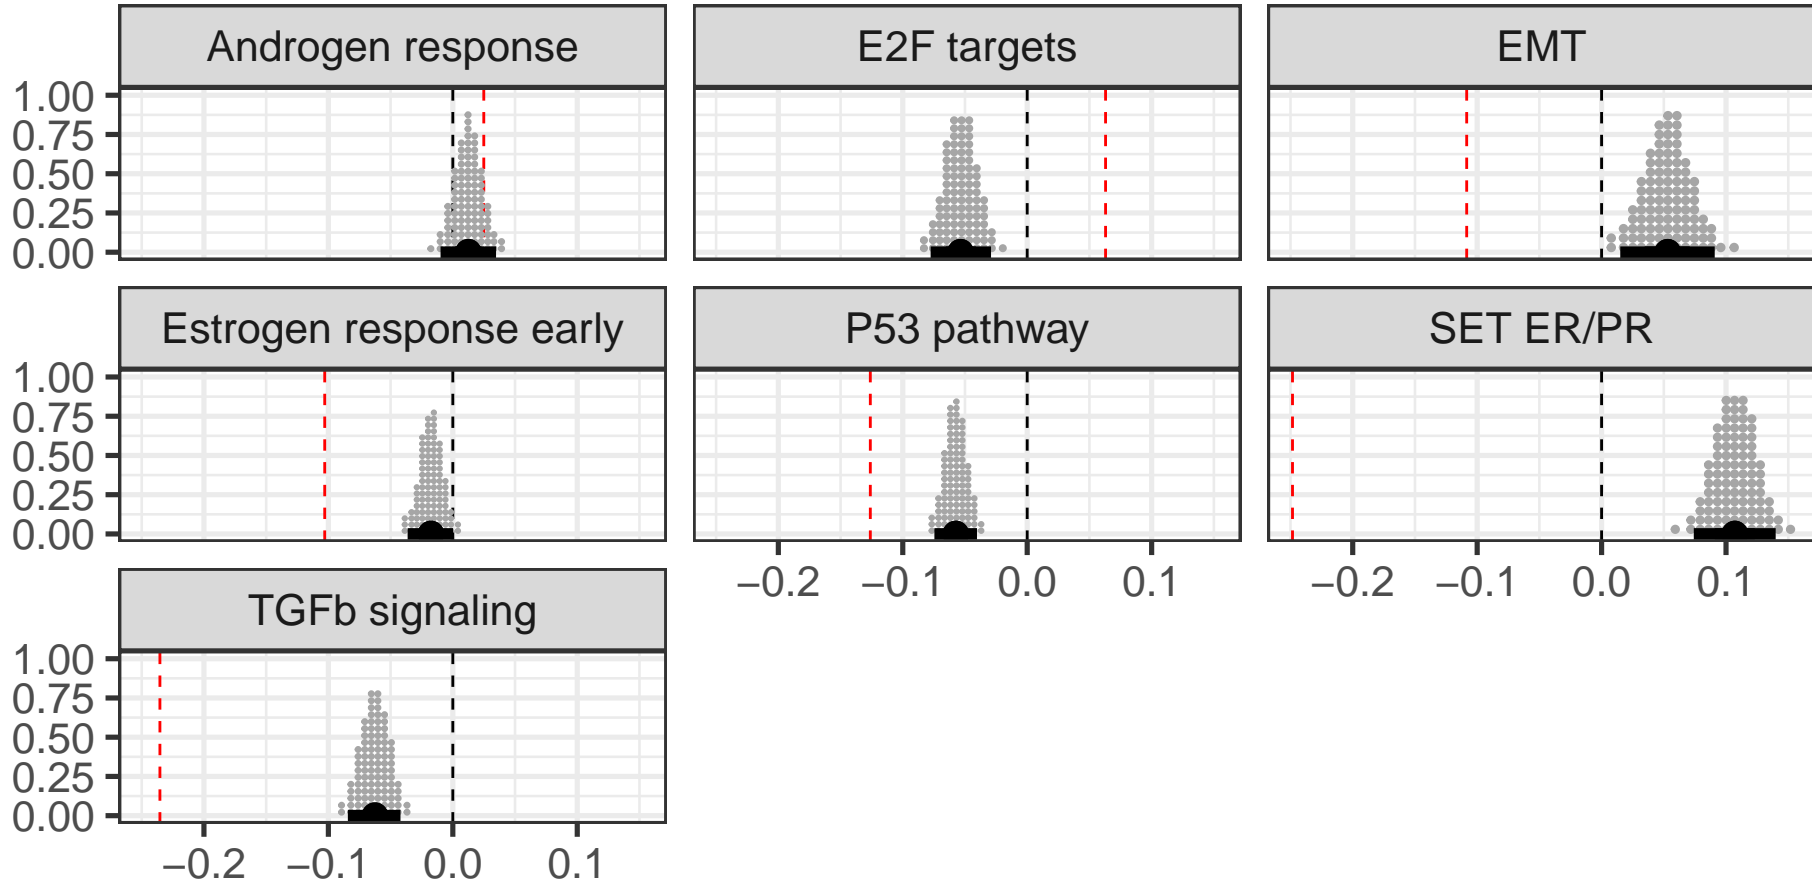 Androgen response
E2F targets
EMT
1.00
0.75
0.50
0.25
0.00
Estrogen response early
P53 pathway
SET ER/PR
1.00
0.75
0.50
0.25
0.00
−0.2 −0.1 0.0 0.1
−0.2 −0.1 0.0 0.1
TGFb signaling
1.00
0.75
0.50
0.25
0.00
−0.2 −0.1 0.0 0.1